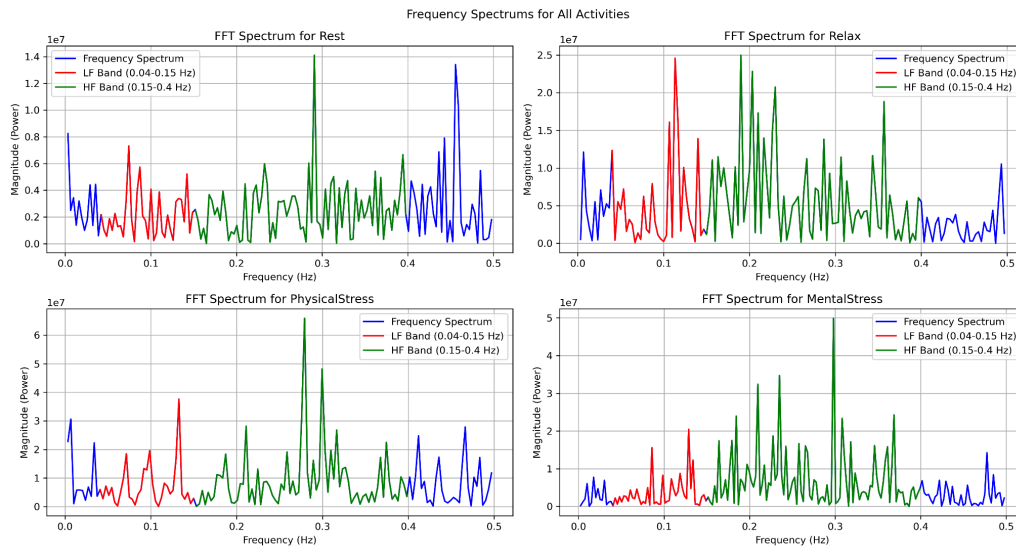 Frequency Spectrums for All Activities
FFT Spectrum for Rest
1e7
Magnitude (Power)
1.4
1.2
1.0
0.8
0.6
0.4
0.2
0.0
Frequency Spectrum
LF Band (0.04-0.15 Hz)
HF Band (0.15-0.4 Hz)
0.0 0.1 0.2 0.3 0.4 0.5
Frequency (Hz)
FFT Spectrum for Relax
1e7
Magnitude (Power)
2.5
2.0
1.5
1.0
0.5
0.0
Frequency Spectrum
LF Band (0.04-0.15 Hz)
HF Band (0.15-0.4 Hz)
0.0 0.1 0.2 0.3 0.4 0.5
Frequency (Hz)
FFT Spectrum for PhysicalStress
1e7
Magnitude (Power)
6
5
4
3
2
1
0
Frequency Spectrum
LF Band (0.04-0.15 Hz)
HF Band (0.15-0.4 Hz)
0.0 0.1 0.2 0.3 0.4 0.5
Frequency (Hz)
FFT Spectrum for MentalStress
1e7
Magnitude (Power)
5
4
3
2
1
0
Frequency Spectrum
LF Band (0.04-0.15 Hz)
HF Band (0.15-0.4 Hz)
0.0 0.1 0.2 0.3 0.4 0.5
Frequency (Hz)